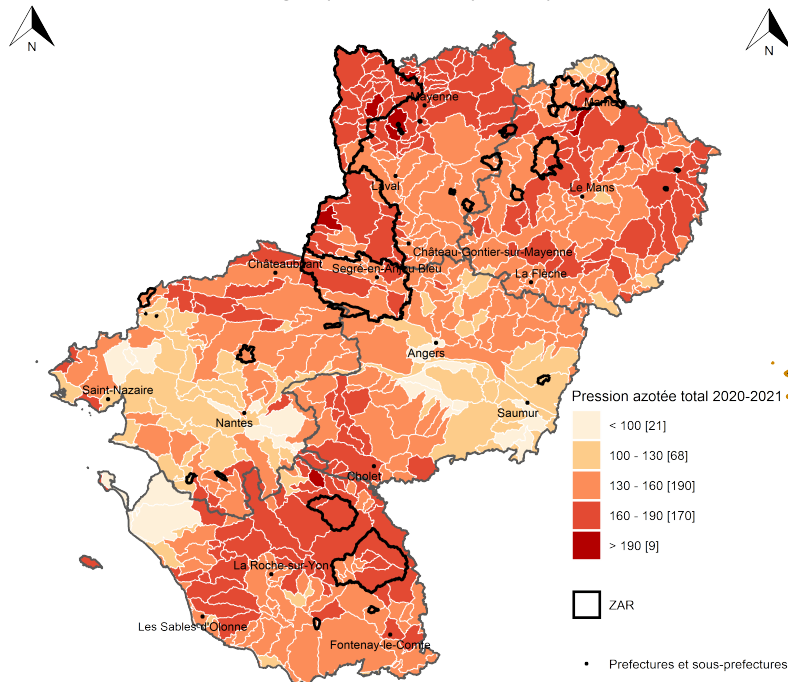 N
N
Mayenne
Mamers
Laval
Le Mans
Château-Gontier-sur-Mayenne
Châteaubriant
Segré-en-Anjou Bleu
La Flèche
Angers
Saint-Nazaire
Nantes
Saumur
Cholet
La Roche-sur-Yon
Les Sables-d'Olonne
Fontenay-le-Comte
Pression azotée total 2020-2021
< 100 [21]
100 - 130 [68]
130 - 160 [190]
160 - 190 [170]
> 190 [9]
ZAR
Prefectures et sous-prefectures